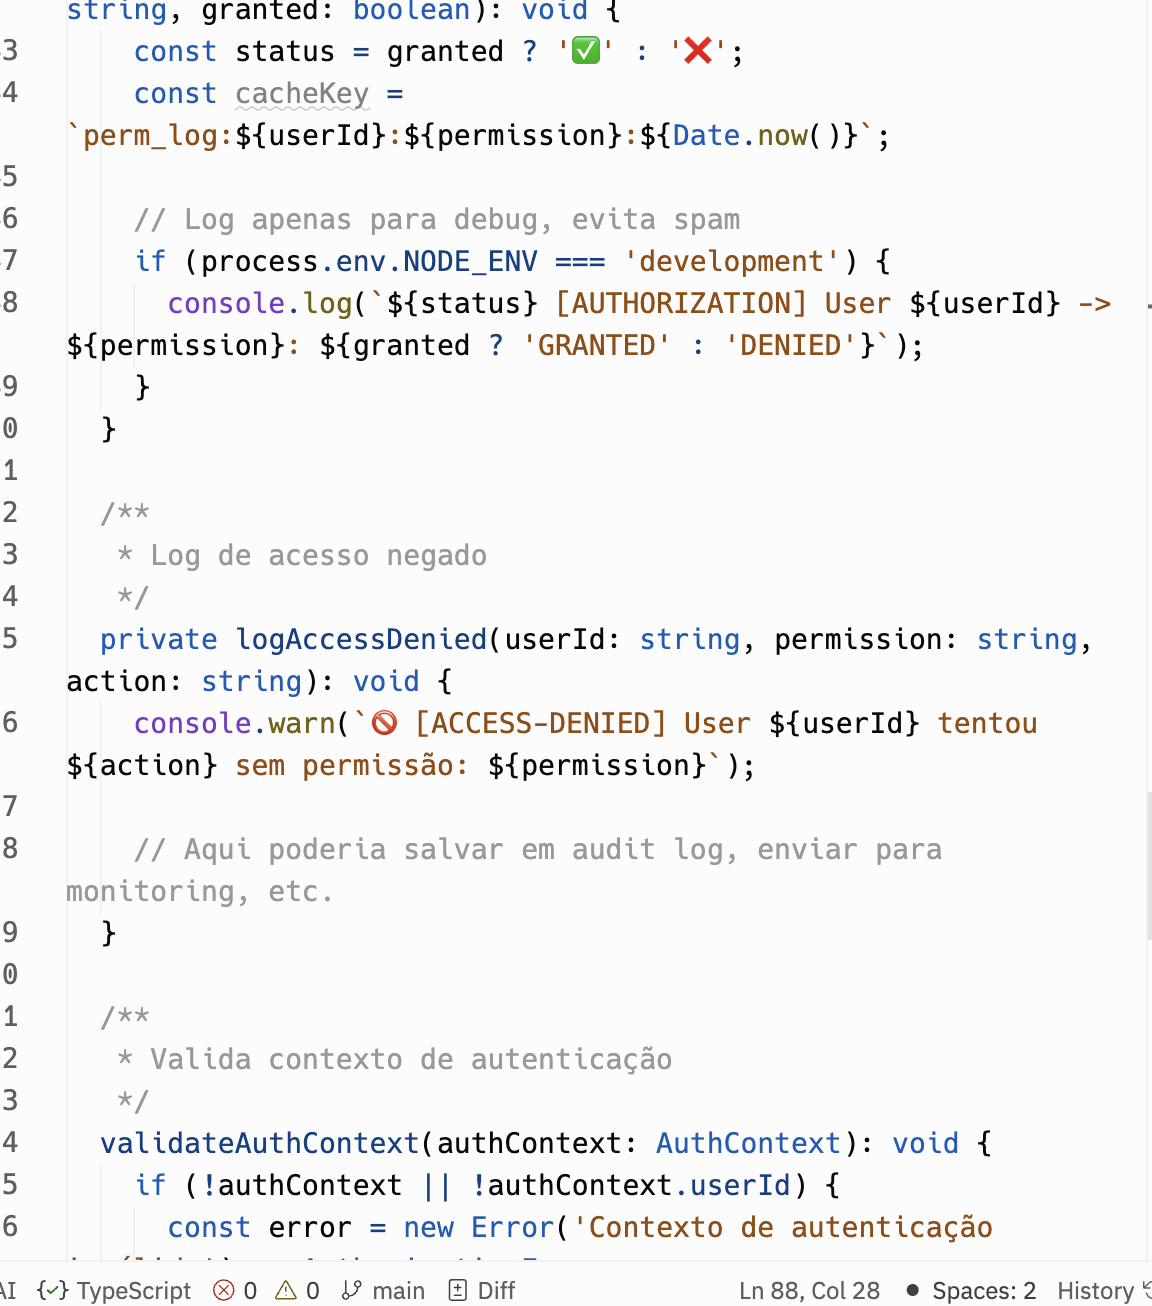 string, granted: boolean): void {
3 const status = granted ? '✅' : '❌';
4 const cacheKey =
`perm_log:${userId}:${permission}:${Date.now()}`;
5
6 // Log apenas para debug, evita spam
7 if (process.env.NODE_ENV === 'development') {
8 console.log(`${status} [AUTHORIZATION] User ${userId} ->
${permission}: ${granted ? 'GRANTED' : 'DENIED'}`);
9 }
0 }
1
2 /**
3 * Log de acesso negado
4 */
5 private logAccessDenied(userId: string, permission: string,
action: string): void {
6 console.warn(`🚫 [ACCESS-DENIED] User ${userId} tentou
${action} sem permissão: ${permission}`);
7
8 // Aqui poderia salvar em audit log, enviar para
monitoring, etc.
9 }
0
1 /**
2 * Valida contexto de autenticação
3 */
4 validateAuthContext(authContext: AuthContext): void {
5 if (!authContext || !authContext.userId) {
6 const error = new Error('Contexto de autenticação
AI {✓} TypeScript 0 0 main Diff Ln 88, Col 28 Spaces: 2 History